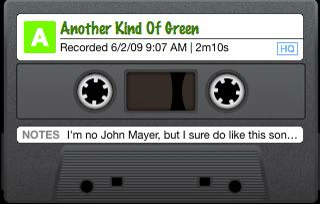 A Another Kind Of Green
Recorded 6/2/09 9:07 AM | 2m10s HQ
NOTES I'm no John Mayer, but I sure do like this son...